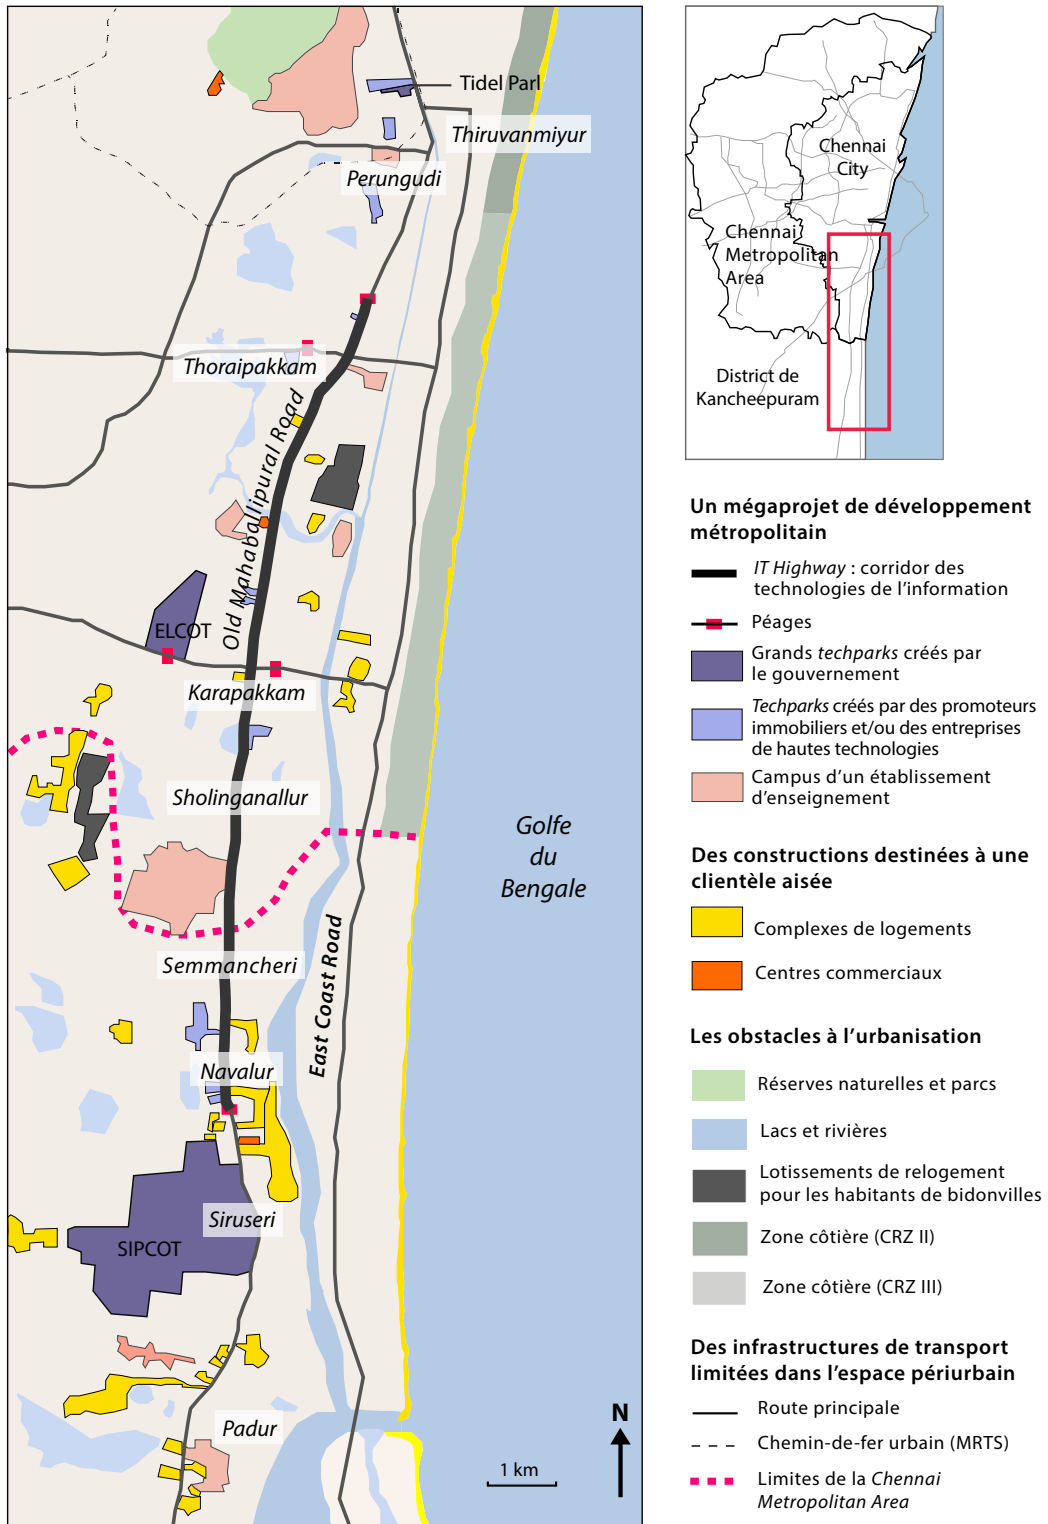 Tidel Parl
Thiruvanmiyur
Perungudi
Thoraipakkam
Old Mahaballipural Road
ELCOT
Karapakkam
Sholinganallur
Golfe
du
Bengale
Semmancheri
East Coast Road
Navalur
Siruseri
SIPCOT
Padur
N
1 km
Chennai
City
Chennai
Metropolitan
Area
District de
Kancheepuram
Un mégaprojet de développement
métropolitain
IT Highway : corridor des
technologies de l'information
Péages
Grands techparks créés par
le gouvernement
Techparks créés par des promoteurs
immobiliers et/ou des entreprises
de hautes technologies
Campus d'un établissement
d'enseignement
Des constructions destinées à une
clientèle aisée
Complexes de logements
Centres commerciaux
Les obstacles à l'urbanisation
Réserves naturelles et parcs
Lacs et rivières
Lotissements de relogement
pour les habitants de bidonvilles
Zone côtière (CRZ II)
Zone côtière (CRZ III)
Des infrastructures de transport
limitées dans l'espace périurbain
Route principale
Chemin-de-fer urbain (MRTS)
Limites de la Chennai
Metropolitan Area